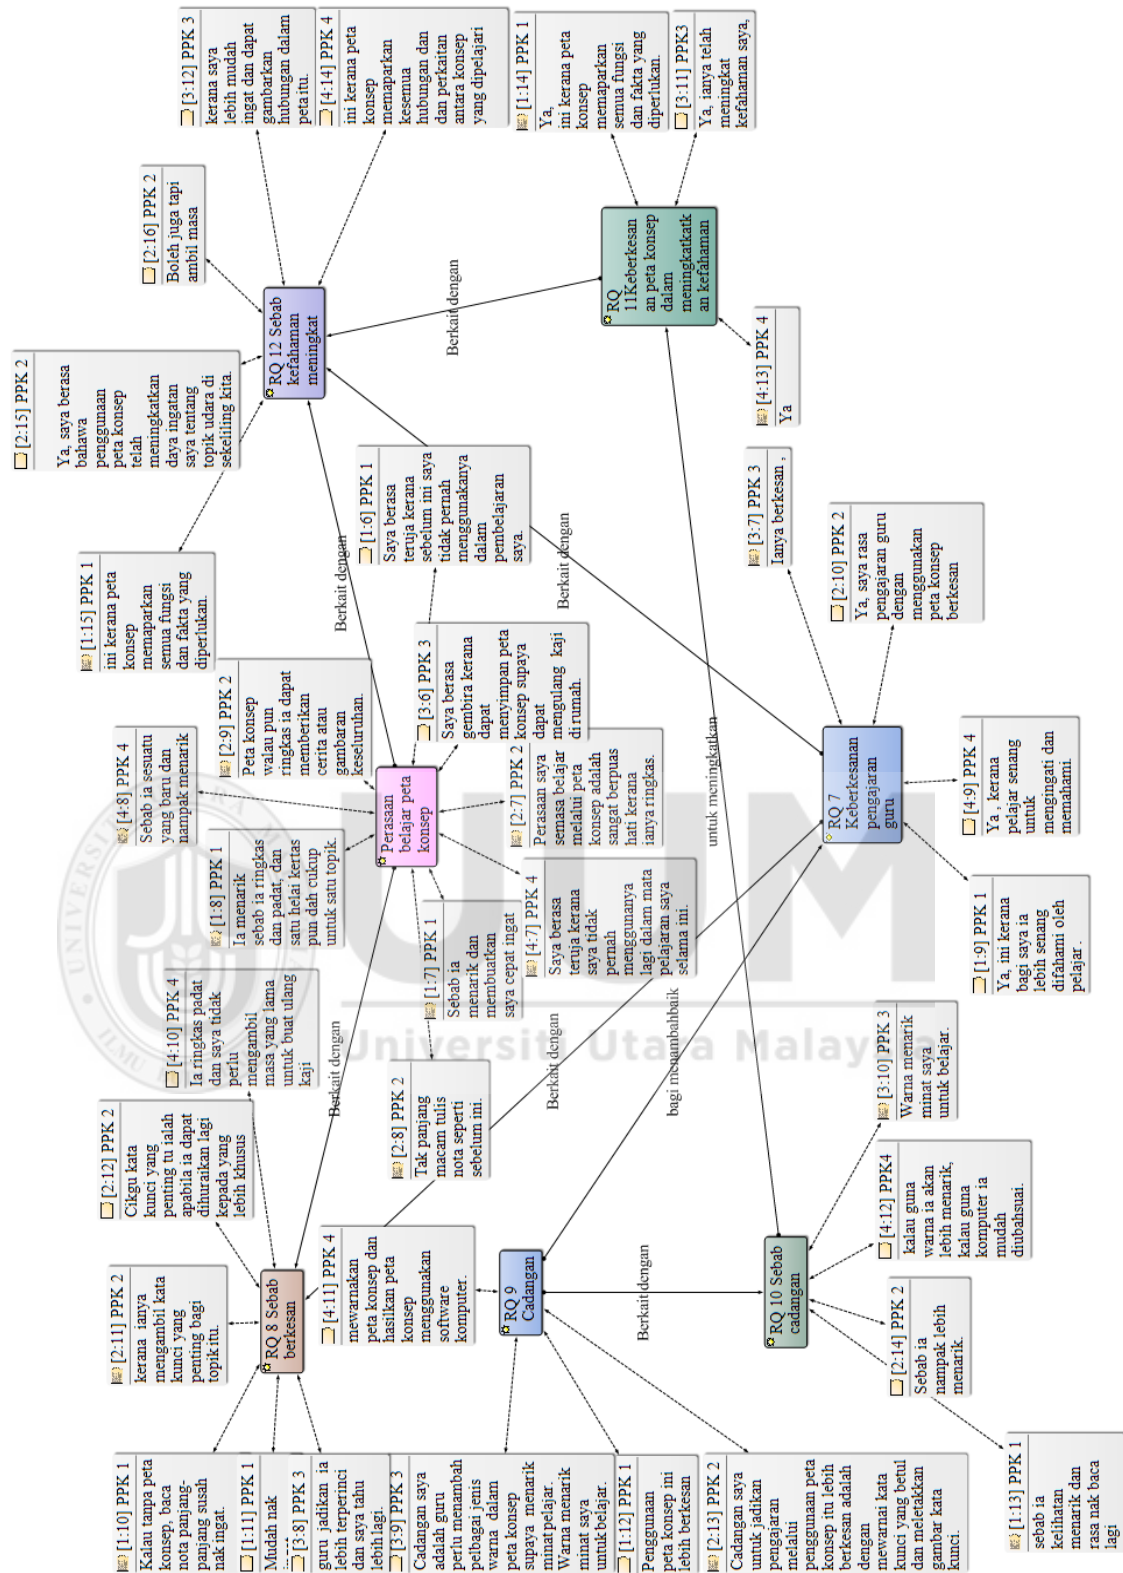 [3:12] PPK 3
kerana saya
lebih mudah
ingat dan dapat
gambarkan
hubungan dalam
peta itu.
[4:14] PPK 4
ini kerana peta
konsep
memaparkan
kesemua
hubungan dan
dan perkaitan
antara konsep
yang dipelajari
[1:14] PPK 1
Ya,
ini kerana peta
konsep
memaparkan
semua fungsi
dan fakta yang
diperlukan.
[3:11] PPK3
Ya, ianya telah
meningkat
kefahaman saya,
[2:16] PPK 2
Boleh juga tapi
ambil masa
[2:15] PPK 2
Ya, saya berasa
bahawa
penggunaan
peta konsep
telah
meningkatkan
daya ingatan
saya tentang
topik udara di
sekeliling kita.
RQ 12 Sebab
kefahaman
meningkat
Berkait dengan
RQ
11Keberkesan
an peta konsep
dalam
meningkatkatk
an kefahaman
[4:13] PPK 4
Ya
[1:15] PPK 1
ini kerana peta
konsep
memaparkan
semua fungsi
dan fakta yang
diperlukan.
Berkait dengan
[1:6] PPK 1
Saya berasa
teruja kerana
sebelum ini saya
tidak pernah
menggunakanya
dalam
pembelajaran
saya.
Berkait dengan
[3:7] PPK 3
Ianya berkesan ,
[2:10] PPK 2
Ya, saya rasa
pengajaran guru
dengan
menggunakan
peta konsep
berkesan
[4:8] PPK 4
Sebab ia sesuatu
yang baru dan
nampak menarik
[2:9] PPK 2
Peta konsep
walau pun
ringkas ia dapat
memberikan
cerita atau
gambaran
keseluruhan.
[3:6] PPK 3
Saya berasa
gembira kerana
dapat
menyimpan peta
konsep supaya
dapat
mengulang kaji
dirumah.
[1:8] PPK 1
Ia menarik
sebab ia ringkas
dan padat, dan
satu helai kertas
pun dah cukup
untuk satu topik.
Perasaan
belajar peta
konsep
[2:7] PPK 2
Perasaan saya
semasa belajar
melalui peta
konsep adalah
sangat berpuas
hati kerana
ianya ringkas.
untuk meningkatkan
RQ 7
Keberkesanan
pengajaran
guru
[4:9] PPK 4
Ya , kerana
pelajar senang
untuk
mengingati dan
memahami.
[1:9] PPK 1
Ya, ini kerana
bagi saya ia
lebih senang
difahami oleh
pelajar.
[4:7] PPK 4
Saya berasa
teruja kerana
saya tidak
pernah
menggunanya
lagi dalam mata
pelajaran saya
selama ini.
[1:7] PPK 1
Sebab ia
menarik dan
membuatkan
saya cepat ingat
[4:10] PPK 4
Ia ringkas padat
dan saya tidak
perlu
mengambil
masa yang lama
untuk buat ulang
kaji
Berkait dengan
[2:8] PPK 2
Tak panjang
macam tulis
nota seperti
sebelum ini.
Berkait dengan
bagi menambahbaik
[3:10] PPK 3
Warna menarik
minat saya
untuk belajar.
[2:12] PPK 2
Cikgu kata
kunci yang
penting tu ialah
apabila ia dapat
dihuraikan lagi
kepada yang
lebih khusus
[2:11] PPK 2
kerana ianya
mengambil kata
kunci yang
penting bagi
topik itu.
RQ 8 Sebab
berkesan
[4:11] PPK 4
mewarnakan
peta konsep dan
hasilkan peta
konsep
menggunakan
software
komputer.
RQ 9
Cadangan
Berkait dengan
RQ 10 Sebab
cadangan
[4:12] PPK4
kalau guna
warna ia akan
lebih menarik,
kalau guna
komputer ia
mudah
diubahsuai.
[2:14] PPK 2
Sebab ia
nampak lebih
menarik.
[1:10] PPK 1
Kalau tanpa peta
konsep, baca
nota panjang-
panjang susah
nak ingat.
[1:11] PPK 1
Mudah nak
[3:8] PPK 3
guru jadikan ia
lebih terperinci
dan saya tahu
lebih lagi.
[3:9] PPK 3
Cadangan saya
adalah guru
perlu menambah
pelbagai jenis
warna dalam
peta konsep
supaya menarik
minat pelajar.
Warna menarik
minat saya
untuk belajar.
[1:12] PPK 1
Penggunaan
peta konsep ini
lebih berkesan
[2:13] PPK 2
Cadangan saya
untuk jadikan
pengajaran
melalui
penggunaan peta
konsep itu lebih
berkesan adalah
dengan
mewarnai kata
kunci yang betul
dan meletakkan
gambar kata
kunci.
[1:13] PPK 1
sebab ia
kelihatan
menarik dan
rasa nak baca
lagi
UUM
Universiti Utara Malaysia